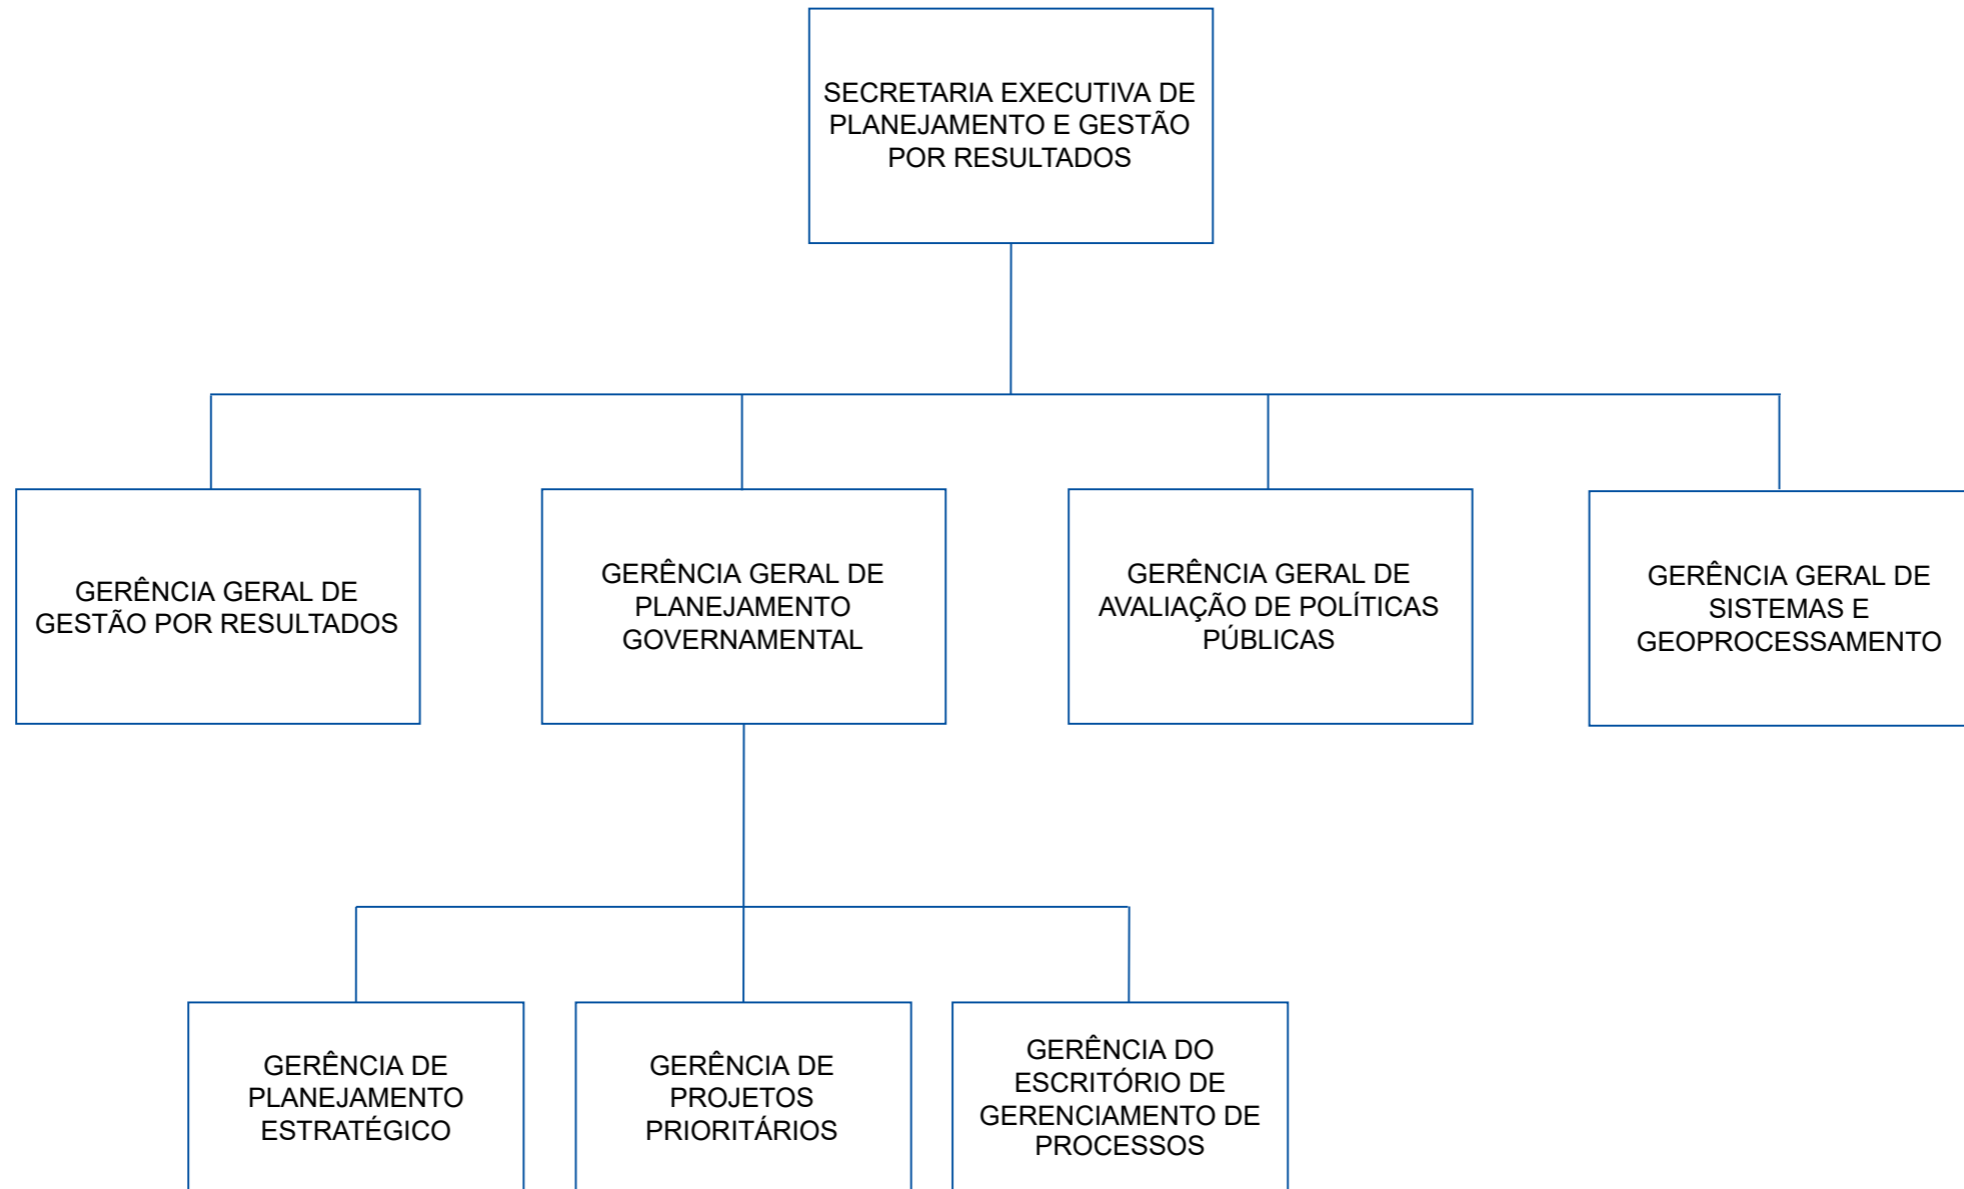 SECRETARIA EXECUTIVA DE
PLANEJAMENTO E GESTÃO
POR RESULTADOS
GERÊNCIA GERAL DE
GESTÃO POR RESULTADOS
GERÊNCIA GERAL DE
PLANEJAMENTO
GOVERNAMENTAL
GERÊNCIA GERAL DE
AVALIAÇÃO DE POLÍTICAS
PÚBLICAS
GERÊNCIA GERAL DE
SISTEMAS E
GEOPROCESSAMENTO
GERÊNCIA DE
PLANEJAMENTO
ESTRATÉGICO
GERÊNCIA DE
PROJETOS
PRIORITÁRIOS
GERÊNCIA DO
ESCRITÓRIO DE
GERENCIAMENTO DE
PROCESSOS